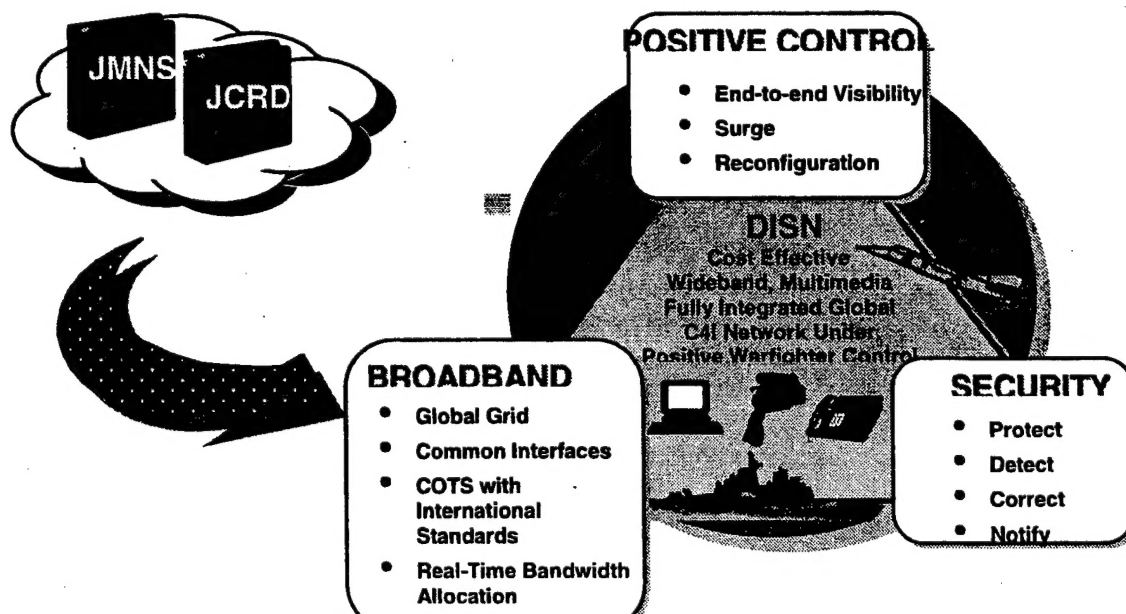 JMNS
JCRD
POSITIVE CONTROL
• End-to-end Visibility
• Surge
• Reconfiguration
DISN
Cost Effective
Wideband, Multimedia
Fully Integrated Global
C4I Network Under
Positive Warfighter Control
BROADBAND
• Global Grid
• Common Interfaces
• COTS with
International
Standards
• Real-Time Bandwidth
Allocation
SECURITY
• Protect
• Detect
• Correct
• Notify